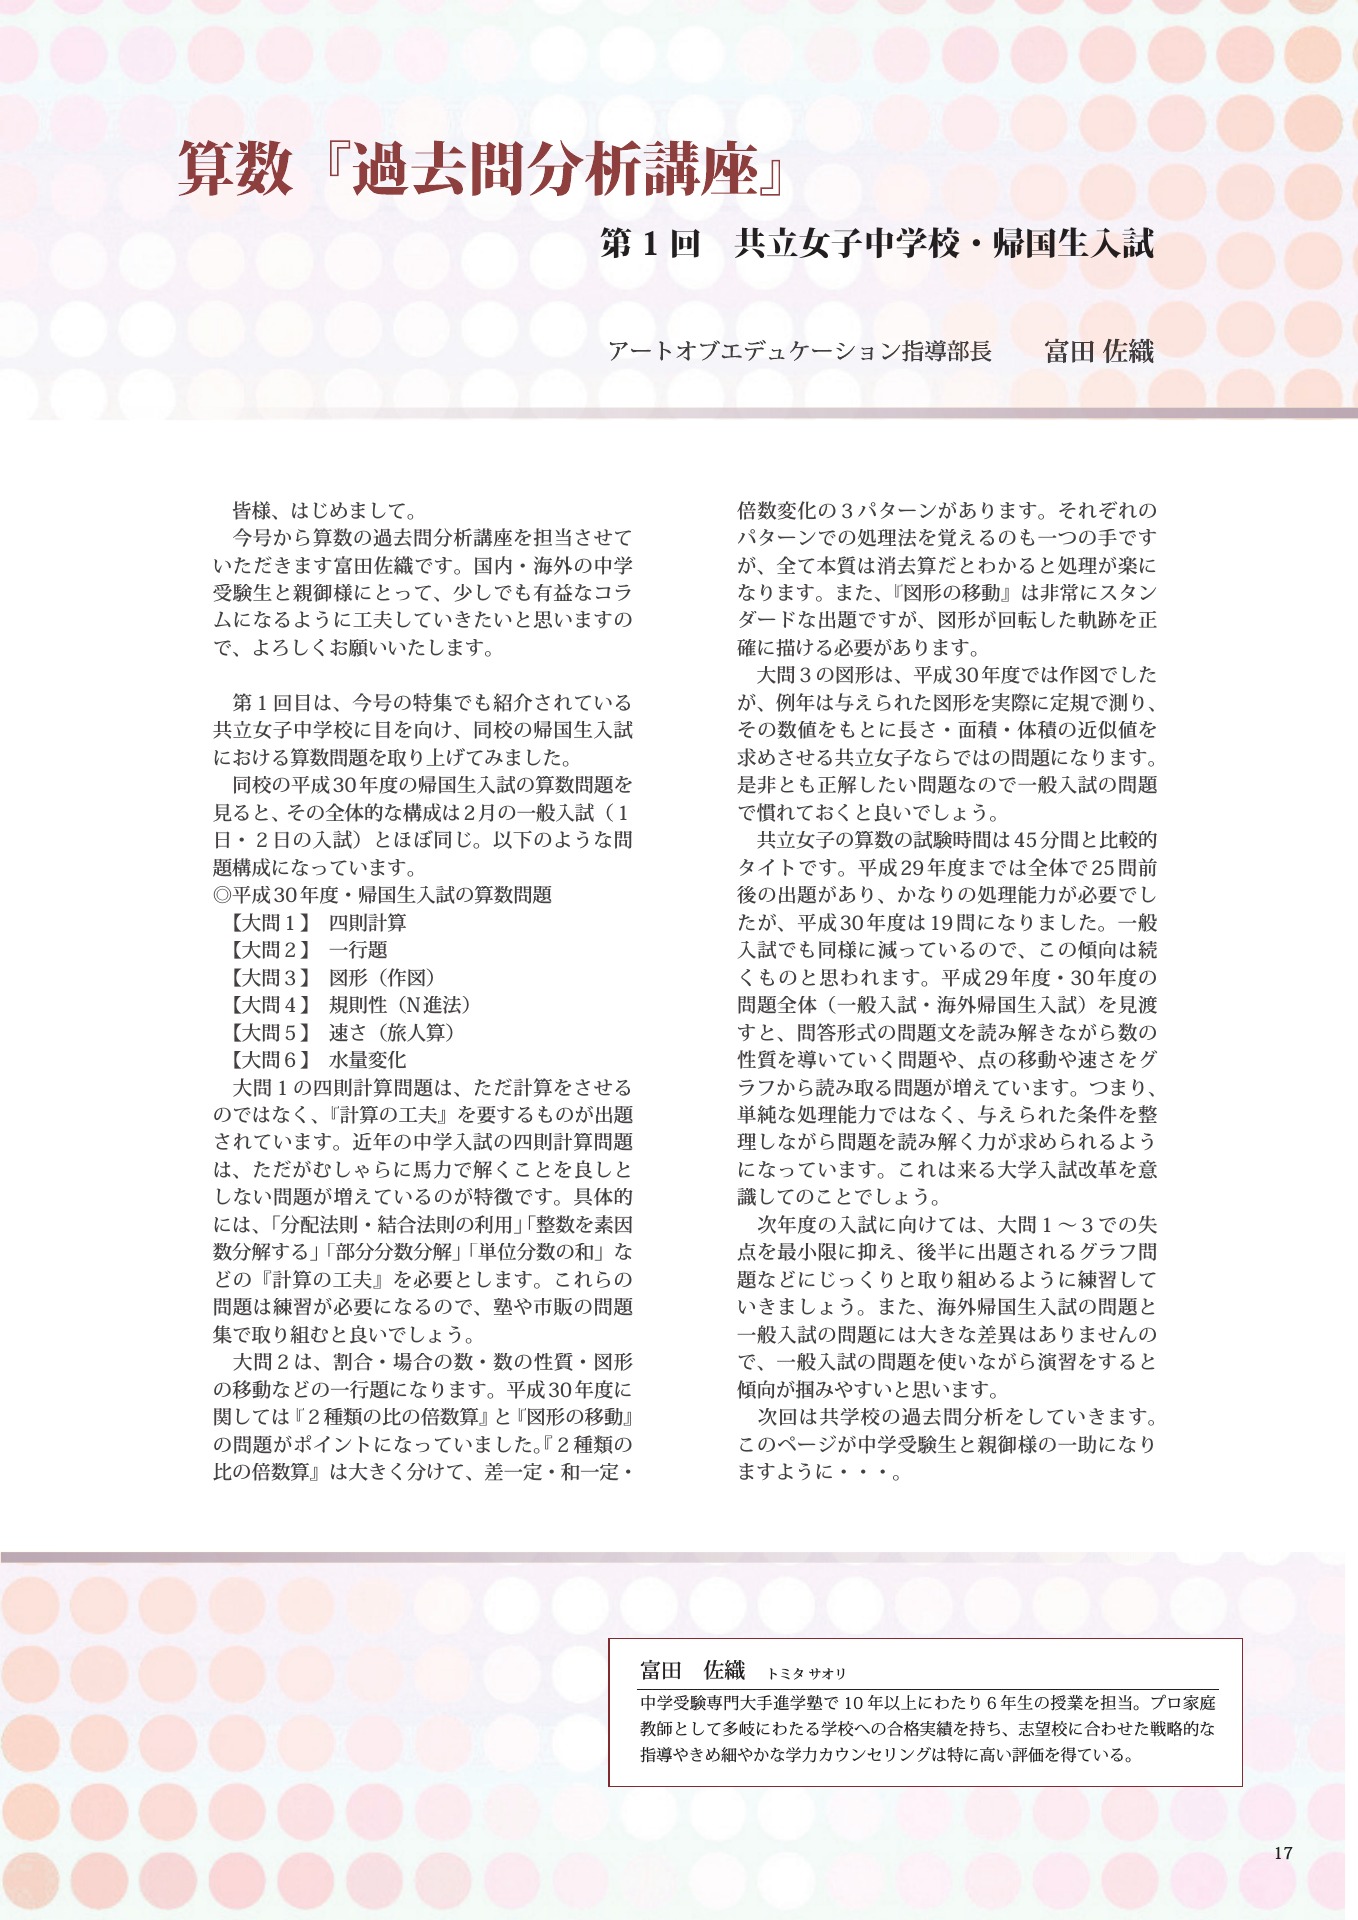 算数『過去問分析講座』
第1回　共立女子中学校・帰国生入試
アートオブエデュケーション指導部長　　富田 佐織
皆様、はじめまして。
今号から算数の過去問分析講座を担当させて
いただきます富田佐織です。国内・海外の中学
受験生と親御様にとって、少しでも有益なコラ
ムになるように工夫していきたいと思いますの
で、よろしくお願いいたします。
第1回目は、今号の特集でも紹介されている
共立女子中学校に目を向け、同校の帰国生入試
における算数問題を取り上げてみました。
同校の平成30年度の帰国生入試の算数問題を
見ると、その全体的な構成は2月の一般入試（1
日・2日の入試）とほぼ同じ。以下のような問
題構成になっています。
◎平成30年度・帰国生入試の算数問題
【大問1】　四則計算
【大問2】　一行題
【大問3】　図形（作図）
【大問4】　規則性（N進法）
【大問5】　速さ（旅人算）
【大問6】　水量変化
大問1の四則計算問題は、ただ計算をさせる
のではなく、『計算の工夫』を要するものが出題
されています。近年の中学入試の四則計算問題
は、ただがむしゃらに馬力で解くことを良しと
しない問題が増えているのが特徴です。具体的
には、「分配法則・結合法則の利用」「整数を素因
数分解する」「部分分数分解」「単位分数の和」な
どの『計算の工夫』を必要とします。これらの
問題は練習が必要になるので、塾や市販の問題
集で取り組むと良いでしょう。
大問2は、割合・場合の数・数の性質・図形
の移動などの一行題になります。平成30年度に
関しては『2種類の比の倍数算』と『図形の移動』
の問題がポイントになっていました。『2種類の
比の倍数算』は大きく分けて、差一定・和一定・
倍数変化の3パターンがあります。それぞれの
パターンでの処理法を覚えるのも一つの手です
が、全て本質は消去算だとわかると処理が楽に
なります。また、『図形の移動』は非常にスタン
ダードな出題ですが、図形が回転した軌跡を正
確に描ける必要があります。
大問3の図形は、平成30年度では作図でした
が、例年は与えられた図形を実際に定規で測り、
その数値をもとに長さ・面積・体積の近似値を
求めさせる共立女子ならではの問題になります。
是非とも正解したい問題なので一般入試の問題
で慣れておくと良いでしょう。
共立女子の算数の試験時間は45分間と比較的
タイトです。平成29年度までは全体で25問前
後の出題があり、かなりの処理能力が必要でし
たが、平成30年度は19問になりました。一般
入試でも同様に減っているので、この傾向は続
くものと思われます。平成29年度・30年度の
問題全体（一般入試・海外帰国生入試）を見渡
すと、問答形式の問題文を読み解きながら数の
性質を導いていく問題や、点の移動や速さをグ
ラフから読み取る問題が増えています。つまり、
単純な処理能力ではなく、与えられた条件を整
理しながら問題を読み解く力が求められるよう
になっています。これは来る大学入試改革を意
識してのことでしょう。
次年度の入試に向けては、大問1〜3での失
点を最小限に抑え、後半に出題されるグラフ問
題などにじっくりと取り組めるように練習して
いきましょう。また、海外帰国生入試の問題と
一般入試の問題には大きな差異はありませんの
で、一般入試の問題を使いながら演習をすると
傾向が掴みやすいと思います。
次回は共学校の過去問分析をしていきます。
このページが中学受験生と親御様の一助になり
ますように・・・。
富田　佐織　トミタ サオリ
中学受験専門大手進学塾で10年以上にわたり6年生の授業を担当。プロ家庭
教師として多岐にわたる学校への合格実績を持ち、志望校に合わせた戦略的な
指導やきめ細やかな学力カウンセリングは特に高い評価を得ている。
17